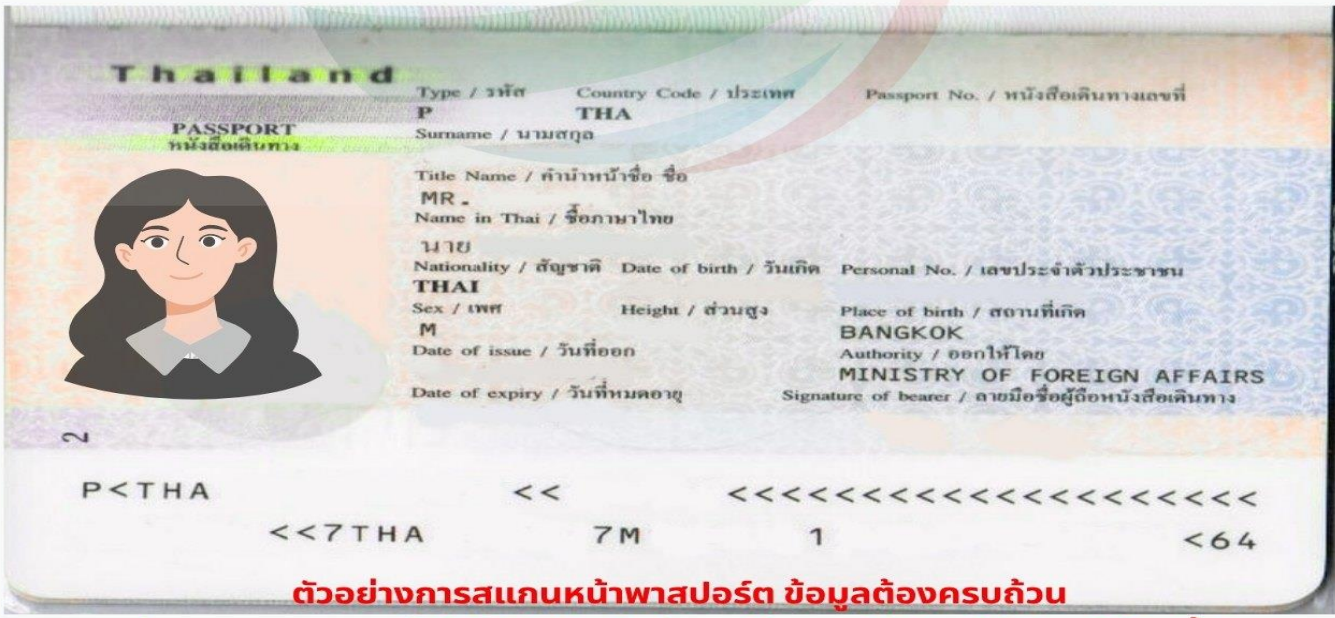 Thailand
PASSPORT
หนังสือเดินทาง
Type / รหัส Country Code / ประเทศ Passport No. / หนังสือเดินทางเลขที่
P THA
Surname / นามสกุล
Title Name / คำนำหน้าชื่อ ชื่อ
MR.
Name in Thai / ชื่อภาษาไทย
นาย
Nationality / สัญชาติ Date of birth / วันเกิด Personal No. / เลขประจำตัวประชาชน
THAI
Sex / เพศ Height / ส่วนสูง Place of birth / สถานที่เกิด
M BANGKOK
Date of issue / วันที่ออก Authority / ออกให้โดย
MINISTRY OF FOREIGN AFFAIRS
Date of expiry / วันที่หมดอายุ Signature of bearer / ลายมือชื่อผู้ถือหนังสือเดินทาง
2
P<THA << <<<<<<<<<<<<<<<<<<<<
<<7THA 7M 1 <64
ตัวอย่างการสแกนหน้าพาสปอร์ต ข้อมูลต้องครบถ้วน